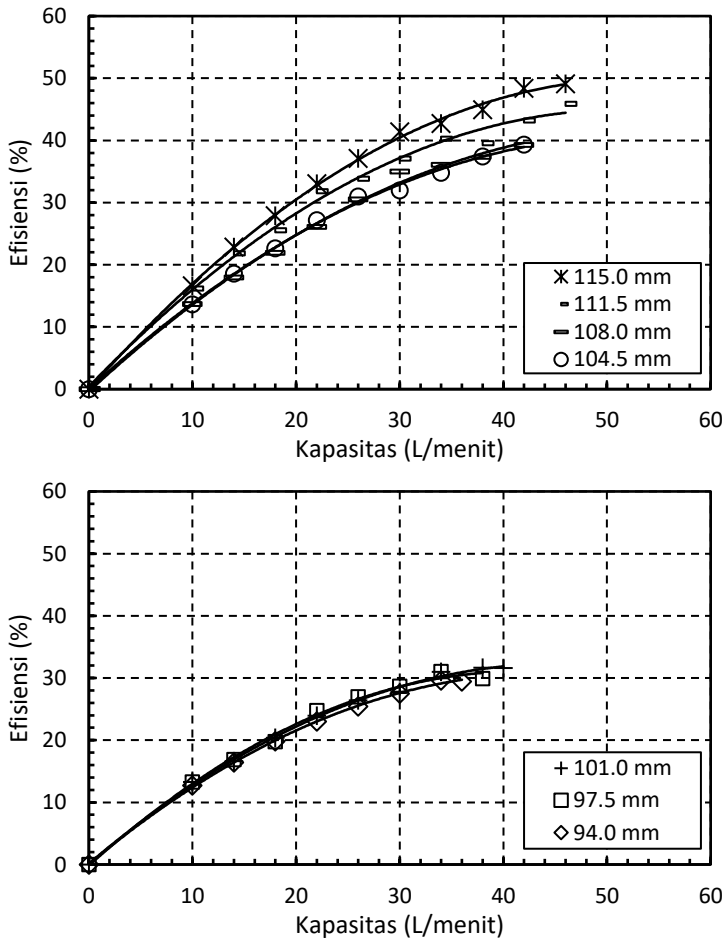 60
50
40
30
20
10
0
Efisiensi (%)
115.0 mm
111.5 mm
108.0 mm
104.5 mm
0 10 20 30 40 50 60
Kapasitas (L/menit)
60
50
40
30
20
10
0
Efisiensi (%)
101.0 mm
97.5 mm
94.0 mm
0 10 20 30 40 50 60
Kapasitas (L/menit)